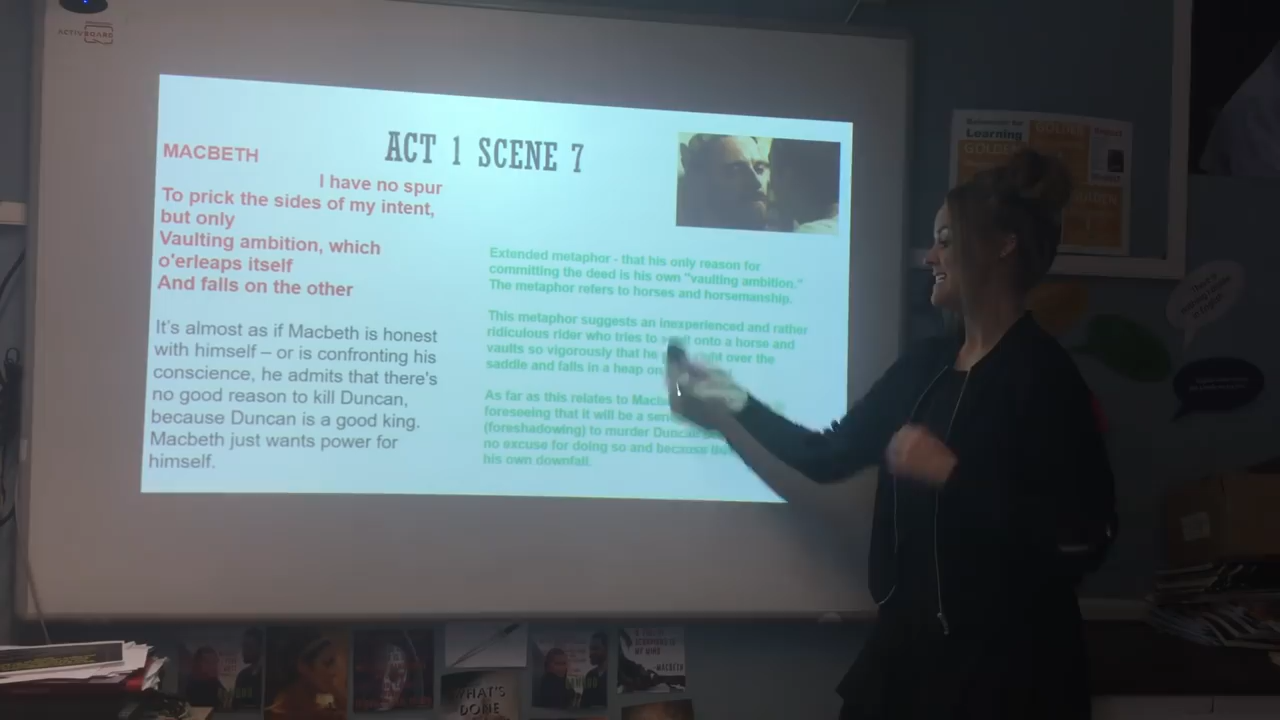 ACTIVBOARD
ACT 1 SCENE 7
MACBETH
I have no spur
To prick the sides of my intent,
but only
Vaulting ambition, which
o'erleaps itself
And falls on the other
It's almost as if Macbeth is honest
with himself – or is confronting his
conscience, he admits that there's
no good reason to kill Duncan,
because Duncan is a good king.
Macbeth just wants power for
himself.
Extended metaphor - that his only reason for
committing the deed is his own "vaulting ambition."
The metaphor refers to horses and horsemanship.
This metaphor suggests an inexperienced and rather
ridiculous rider who tries to onto a horse and
vaults so vigorously that he over the
saddle and falls in a heap on
As far as this relates to
foreseeing that it will be a
(foreshadowing) to murder Duncan
no excuse for doing so and because
his own downfall.
Learning
GOLDEN
WHAT'S
DONE
MACBETH